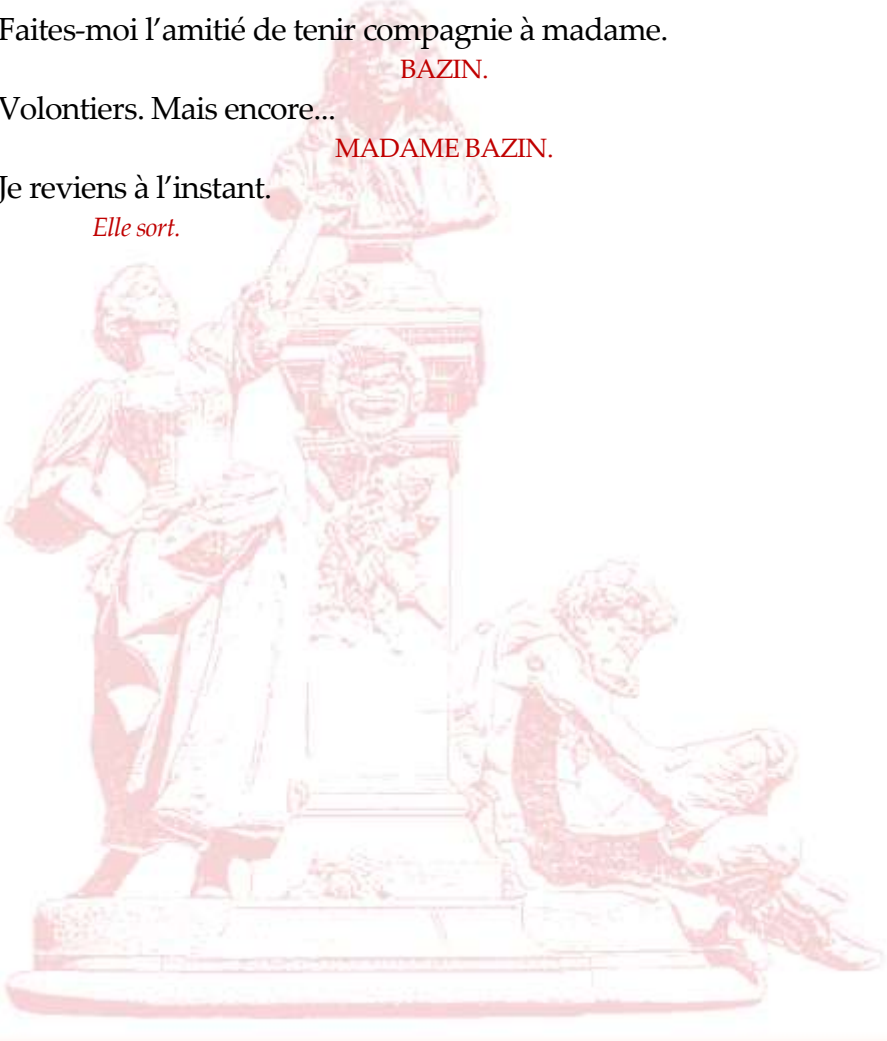 Faites-moi l’amitié de tenir compagnie à madame.
BAZIN.
Volontiers. Mais encore...
MADAME BAZIN.
Je reviens à l’instant.
Elle sort.